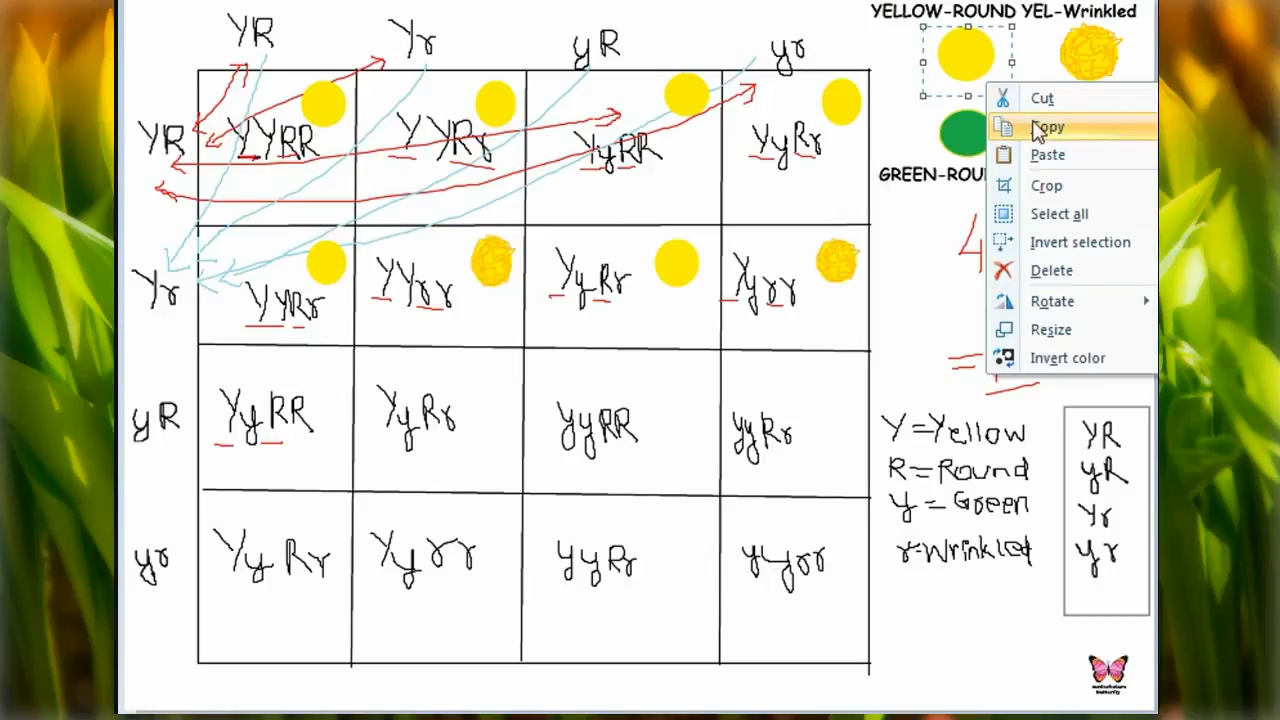 YELLOW-ROUND YEL-Wrinkled
YR Yr yR yr
YR YYRR YYRr YyRR YyRr
Yr YYRr YYrr YyRr Yyrr
yR YyRR YyRr yyRR yyRr
yr YyRr Yyrr yyRr yyrr
GREEN-ROU
4
=
Cut
Copy
Paste
Crop
Select all
Invert selection
Delete
Rotate
Resize
Invert color
Y=Yellow
R=Round
y=Green
r=Wrinkled
YR
yR
Yr
yr